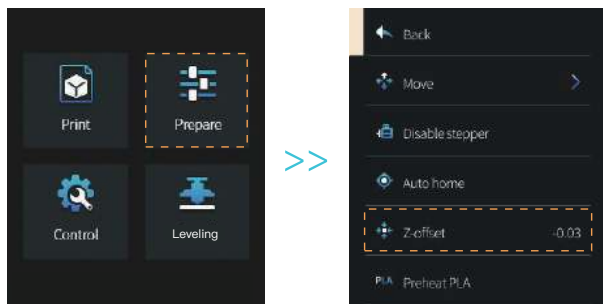 Print
Prepare
Control
Leveling
>>
Back
Move
Disable stepper
Auto home
Z-offset -0.03
PLA Preheat PLA